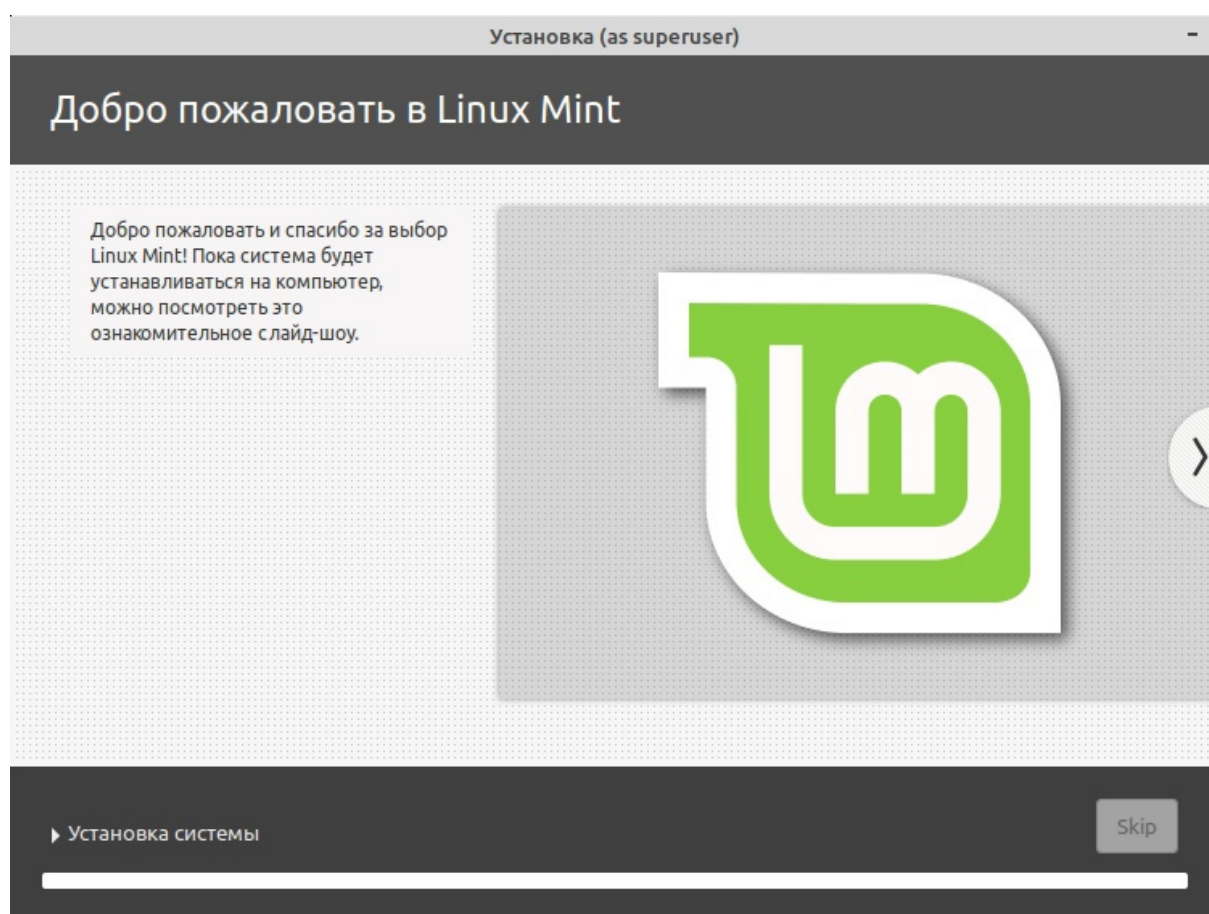 Установка (as superuser)
Добро пожаловать в Linux Mint
Добро пожаловать и спасибо за выбор
Linux Mint! Пока система будет
устанавливаться на компьютер,
можно посмотреть это
ознакомительное слайд-шоу.
Установка системы
Skip